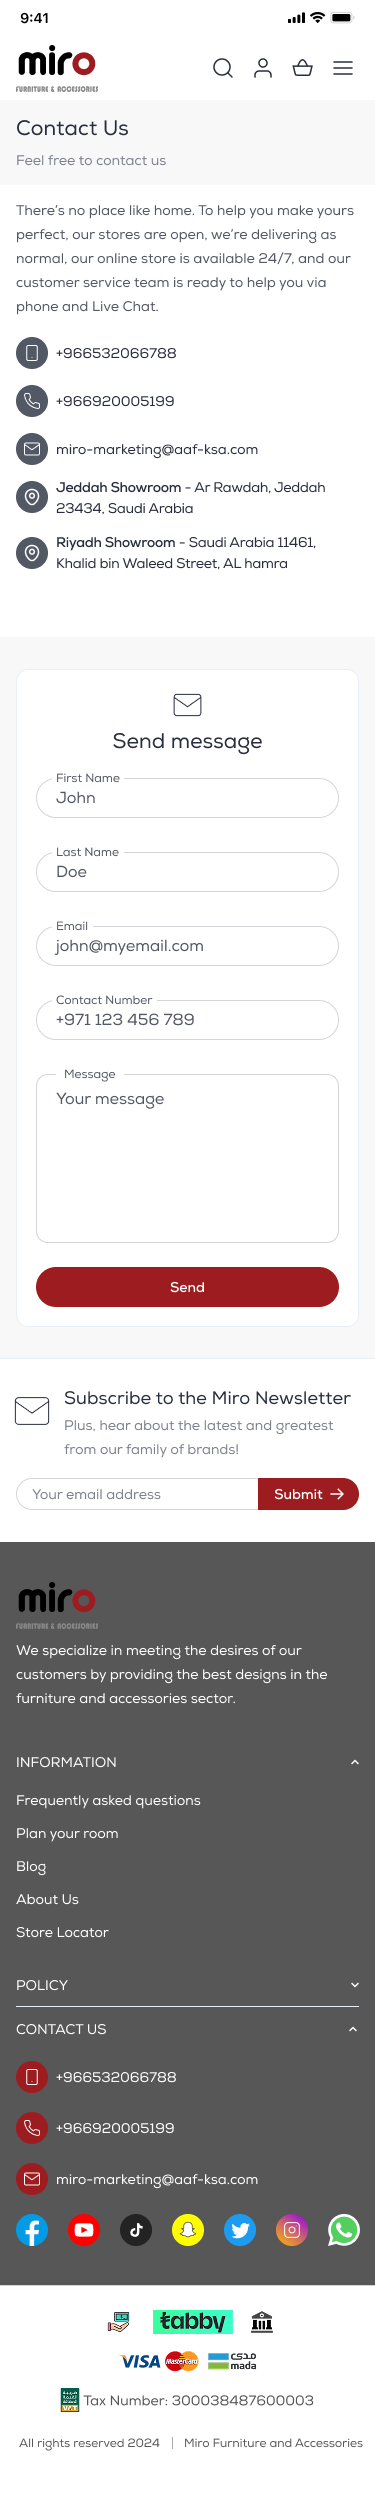 9:41
miro
FURNITURE & ACCESSORIES
Contact Us
Feel free to contact us
There's no place like home. To help you make yours
perfect, our stores are open, we're delivering as
normal, our online store is available 24/7, and our
customer service team is ready to help you via
phone and Live Chat.
+966532066788
+966920005199
miro-marketing@aaf-ksa.com
Jeddah Showroom - Ar Rawdah, Jeddah
23434, Saudi Arabia
Riyadh Showroom - Saudi Arabia 11461,
Khalid bin Waleed Street, AL hamra
Send message
First Name
John
Last Name
Doe
Email
john@myemail.com
Contact Number
+971 123 456 789
Message
Your message
Send
Subscribe to the Miro Newsletter
Plus, hear about the latest and greatest
from our family of brands!
Your email address
Submit
miro
FURNITURE & ACCESSORIES
We specialize in meeting the desires of our
customers by providing the best designs in the
furniture and accessories sector.
INFORMATION
Frequently asked questions
Plan your room
Blog
About Us
Store Locator
POLICY
CONTACT US
+966532066788
+966920005199
miro-marketing@aaf-ksa.com
tabby
VISA MasterCard مدى mada
Tax Number: 300038487600003
All rights reserved 2024 | Miro Furniture and Accessories